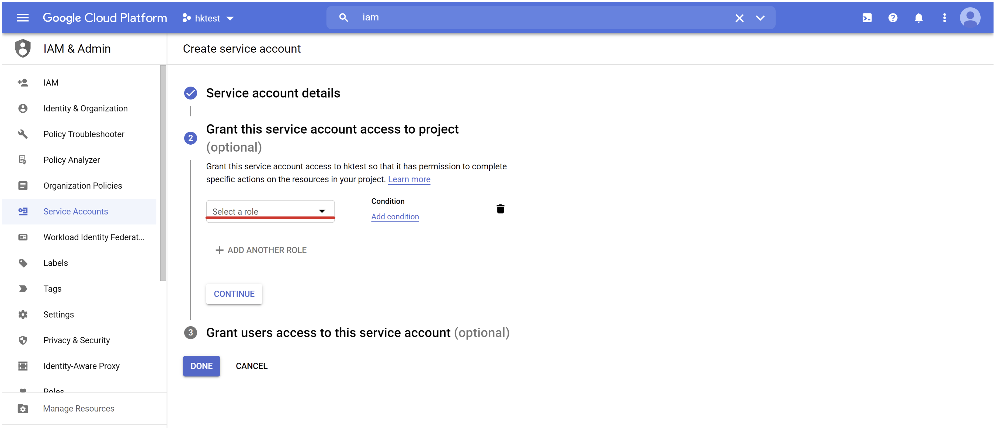 Google Cloud Platform
hktest
iam
IAM & Admin
Create service account
IAM
Identity & Organization
Policy Troubleshooter
Policy Analyzer
Organization Policies
Service Accounts
Workload Identity Federat...
Labels
Tags
Settings
Privacy & Security
Identity-Aware Proxy
Roles
Manage Resources
Service account details
2
Grant this service account access to project
(optional)
Grant this service account access to hktest so that it has permission to complete
specific actions on the resources in your project. Learn more
Select a role
Condition
Add condition
ADD ANOTHER ROLE
CONTINUE
3 Grant users access to this service account (optional)
DONE CANCEL